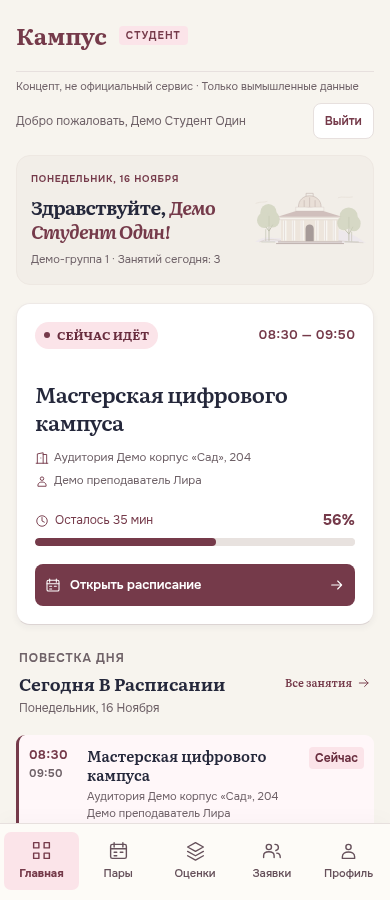 Кампус
СТУДЕНТ
Концепт, не официальный сервис · Только вымышленные данные
Добро пожаловать, Демо Студент Один
Выйти
ПОНЕДЕЛЬНИК, 16 НОЯБРЯ
Здравствуйте, Демо
Студент Один!
Демо-группа 1 · Занятий сегодня: 3
СЕЙЧАС ИДЁТ
08:30 — 09:50
Мастерская цифрового
кампуса
Аудитория Демо корпус «Сад», 204
Демо преподаватель Лира
Осталось 35 мин
56%
Открыть расписание
ПОВЕСТКА ДНЯ
Сегодня В Расписании
Все занятия
Понедельник, 16 Ноября
08:30
09:50
Мастерская цифрового
кампуса
Сейчас
Аудитория Демо корпус «Сад», 204
Демо преподаватель Лира
Главная
Пары
Оценки
Заявки
Профиль